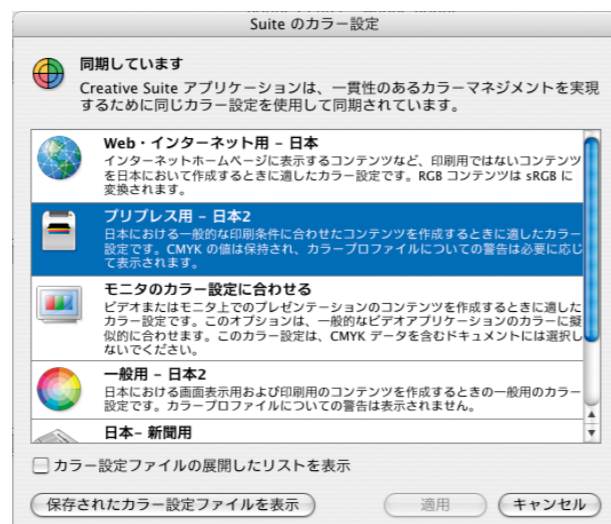 Suite のカラー設定
同期しています
Creative Suite アプリケーションは、一貫性のあるカラーマネジメントを実現
するために同じカラー設定を使用して同期されています。
Web・インターネット用 – 日本
インターネットホームページに表示するコンテンツなど、印刷用ではないコンテンツ
を日本において作成するときに適したカラー設定です。RGB コンテンツは sRGB に
変換されます。
プリプレス用 – 日本2
日本における一般的な印刷条件に合わせたコンテンツを作成するときに適したカラー
設定です。CMYK の値は保持され、カラープロファイルについての警告は必要に応じ
て表示されます。
モニタのカラー設定に合わせる
ビデオまたはモニタ上でのプレゼンテーションのコンテンツを作成するときに適した
カラー設定です。このオプションは、一般的なビデオアプリケーションのカラーに擬
似的に合わせます。このカラー設定は、CMYK データを含むドキュメントには選択し
ないでください。
一般用 – 日本2
日本における画面表示用および印刷用のコンテンツを作成するときの一般用のカラー
設定です。カラープロファイルについての警告は表示されません。
日本– 新聞用
カラー設定ファイルの展開したリストを表示
保存されたカラー設定ファイルを表示 適用 キャンセル